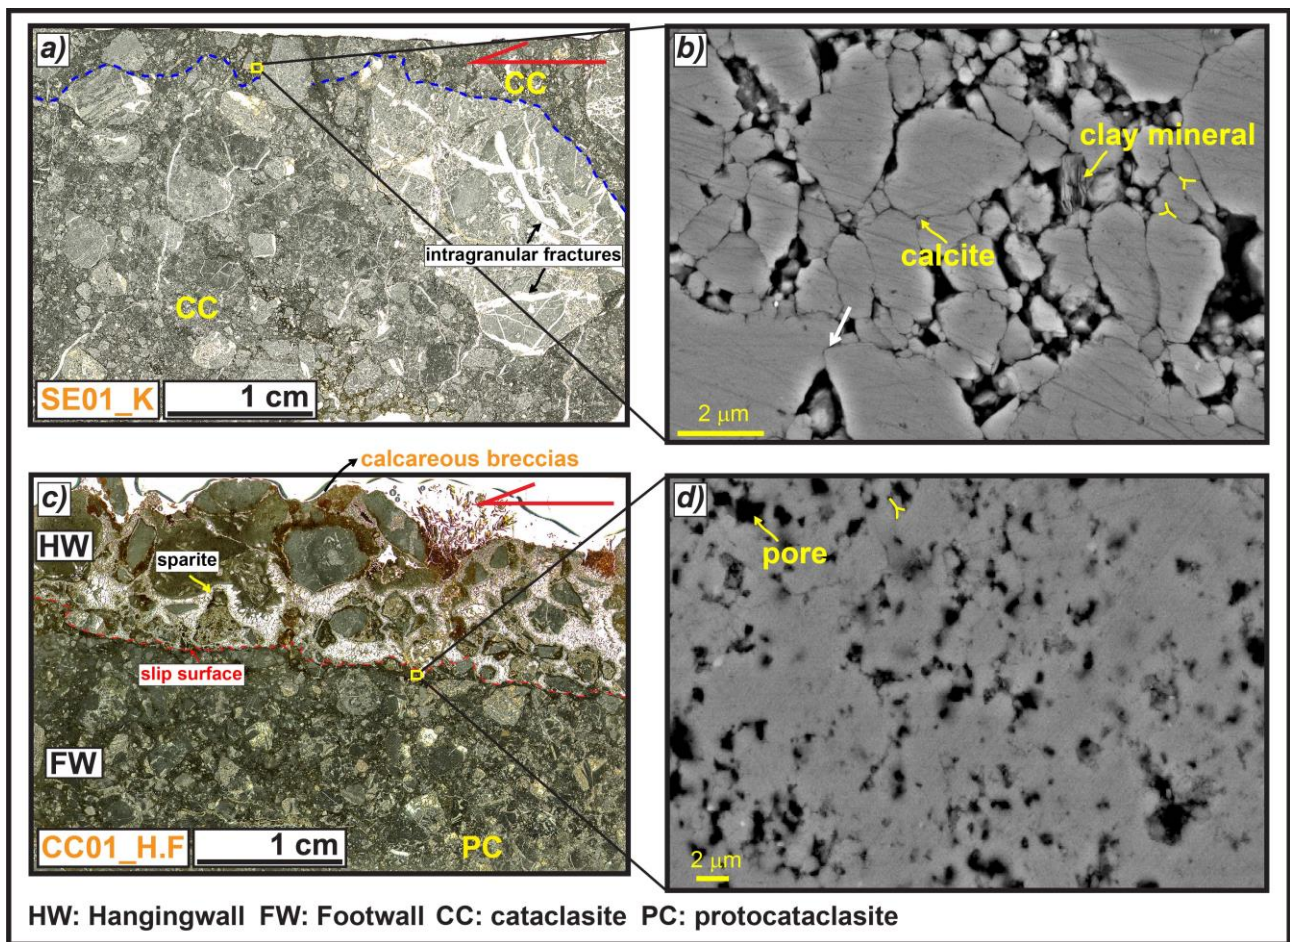 a)
CC
intragranular fractures
CC
SE01_K
1 cm
b)
clay mineral
calcite
2 μm
calcareous breccias
c)
HW
sparite
slip surface
FW
CC01_H.F
1 cm
PC
d)
pore
2 μm
HW: Hangingwall FW: Footwall CC: cataclasite PC: protocataclasite